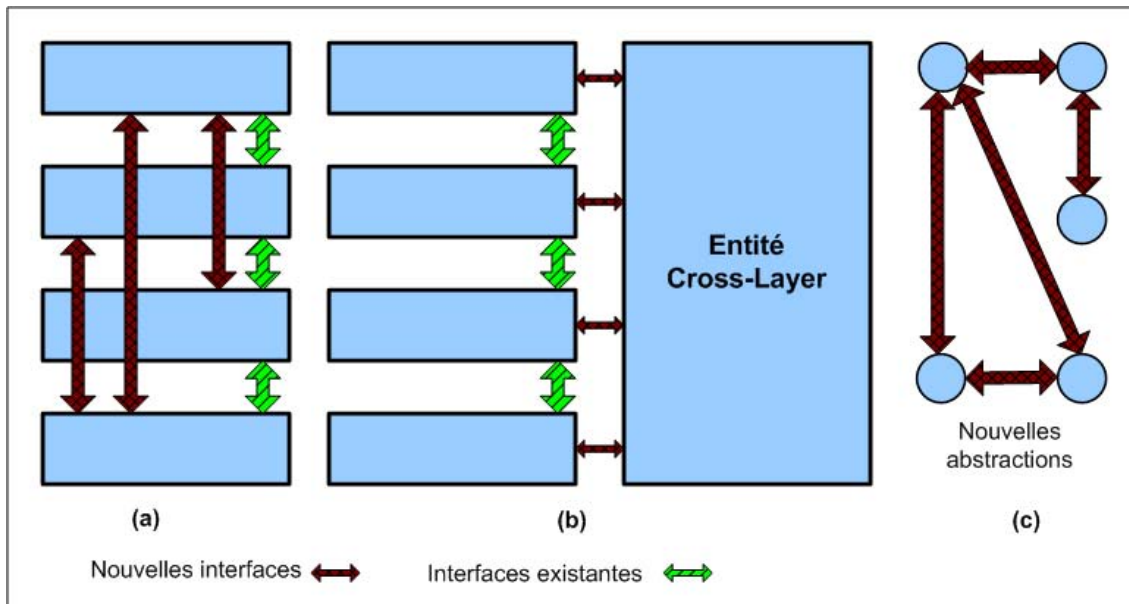 Entité
Cross-Layer
Nouvelles
abstractions
(a)
(b)
(c)
Nouvelles interfaces
Interfaces existantes